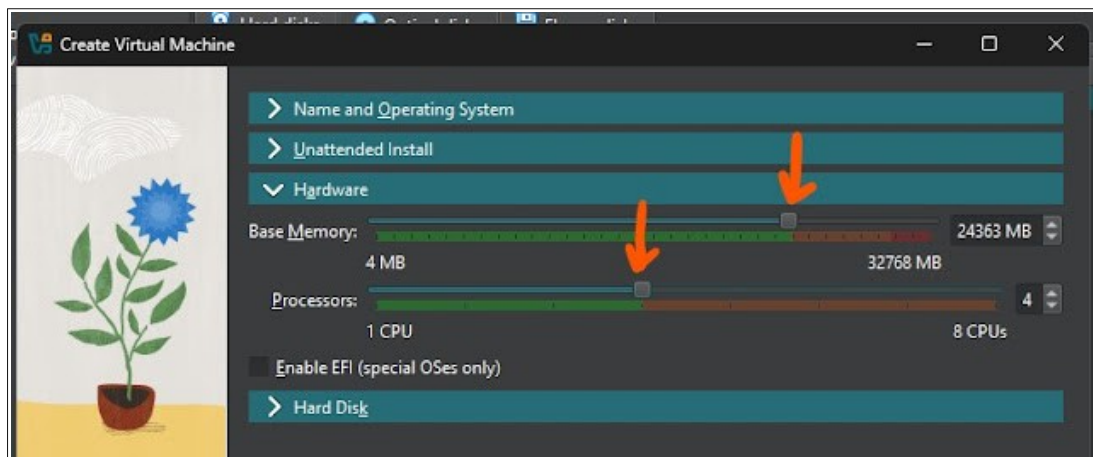 Create Virtual Machine
Name and Operating System
Unattended Install
Hardware
Base Memory: 24363 MB
4 MB 32768 MB
Processors: 4
1 CPU 8 CPUs
Enable EFI (special OSes only)
Hard Disk